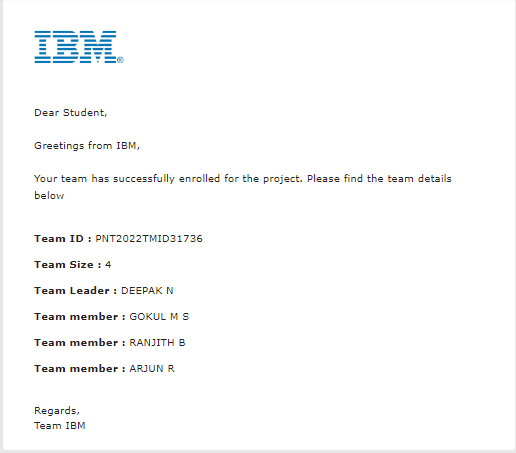 IBM®
Dear Student,
Greetings from IBM,
Your team has successfully enrolled for the project. Please find the team details
below
Team ID : PNT2022TMID31736
Team Size : 4
Team Leader : DEEPAK N
Team member : GOKUL M S
Team member : RANJITH B
Team member : ARJUN R
Regards,
Team IBM